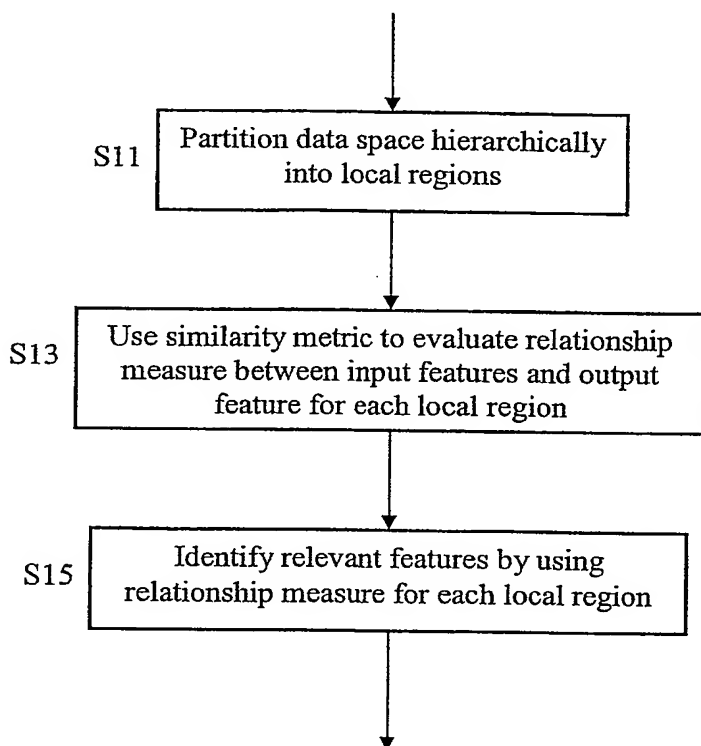 S11
Partition data space hierarchically
into local regions
S13
Use similarity metric to evaluate relationship
measure between input features and output
feature for each local region
S15
Identify relevant features by using
relationship measure for each local region